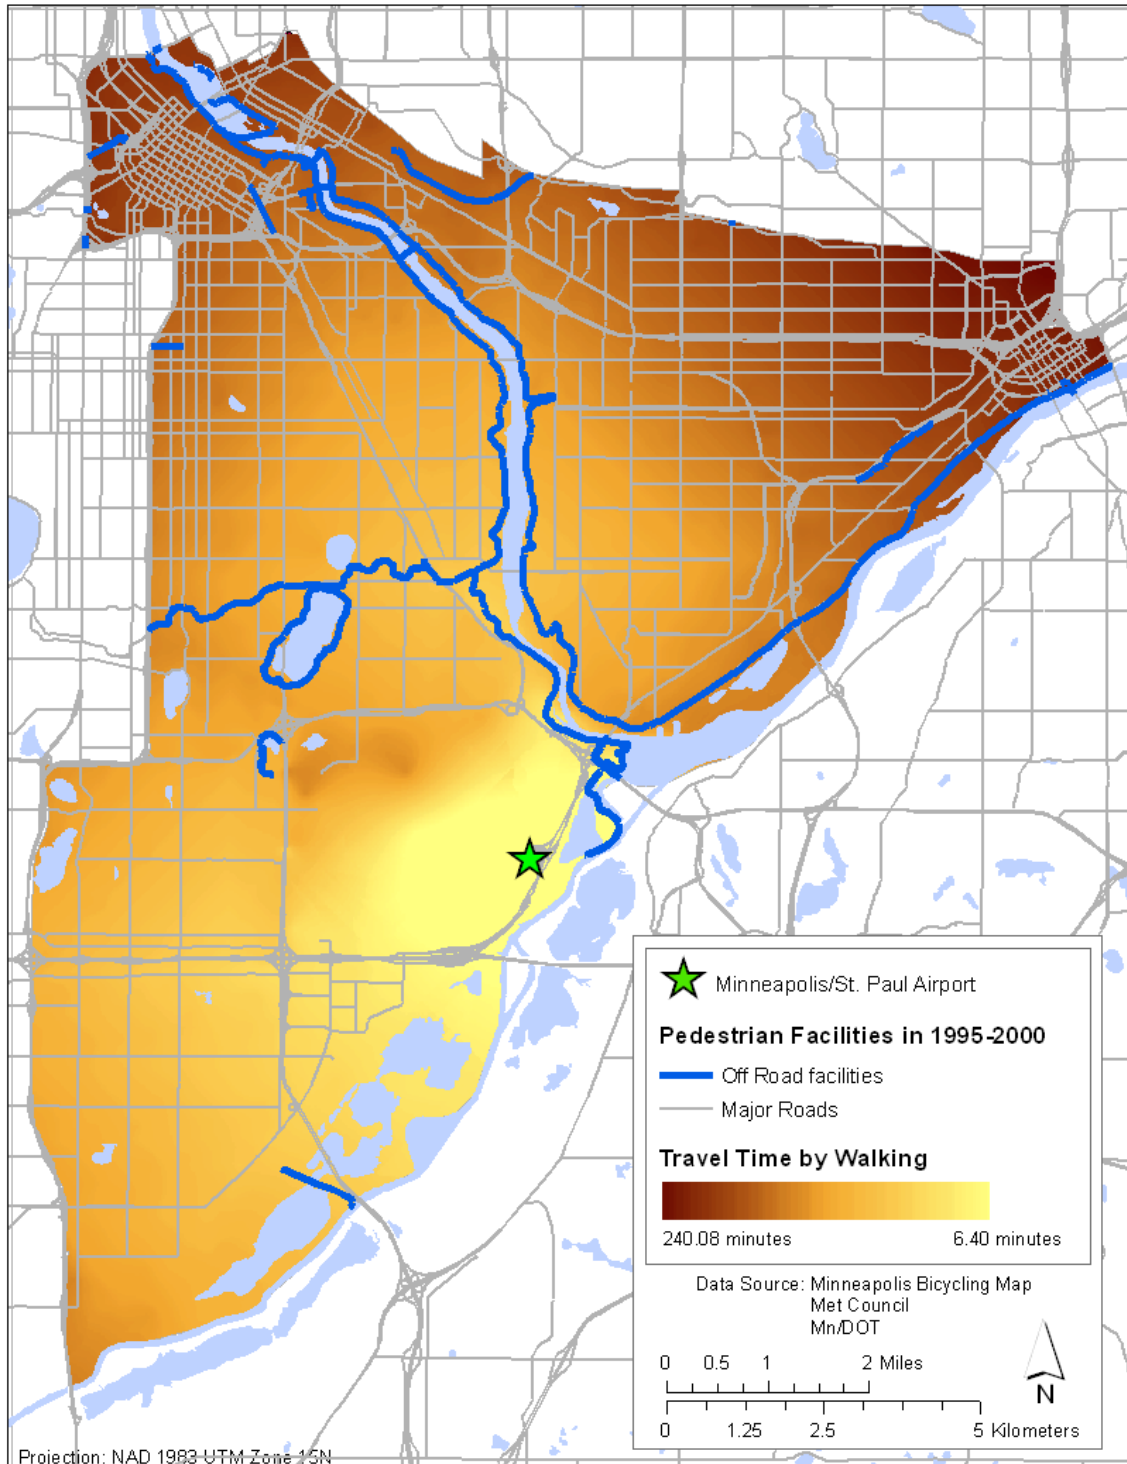 Minneapolis/St. Paul Airport
Pedestrian Facilities in 1995-2000
Off Road facilities
Major Roads
Travel Time by Walking
240.08 minutes 6.40 minutes
Data Source: Minneapolis Bicycling Map
Met Council
Mn/DOT
0 0.5 1 2 Miles
N
0 1.25 2.5 5 Kilometers
Projection: NAD 1983 UTM Zone 15N